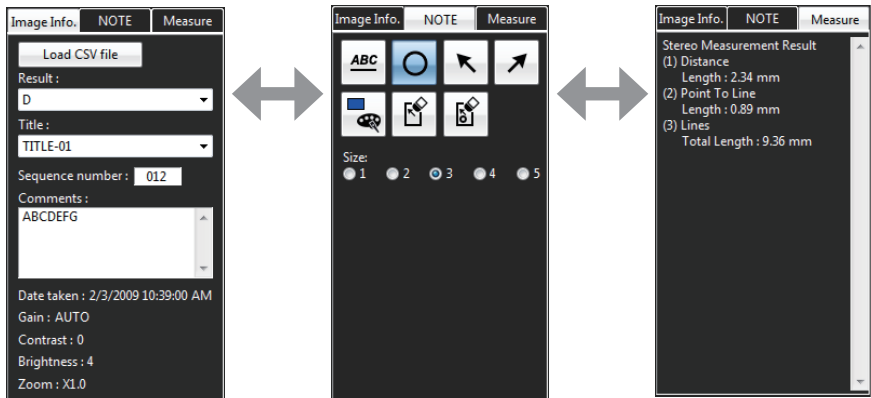 Image Info. NOTE Measure
Load CSV file
Result :
D
Title :
TITLE-01
Sequence number : 012
Comments :
ABCDEFG
Date taken : 2/3/2009 10:39:00 AM
Gain : AUTO
Contrast : 0
Brightness : 4
Zoom : X1.0
Image Info. NOTE Measure
ABC
Size:
1 2 3 4 5
Image Info. NOTE Measure
Stereo Measurement Result
(1) Distance
Length : 2.34 mm
(2) Point To Line
Length : 0.89 mm
(3) Lines
Total Length : 9.36 mm